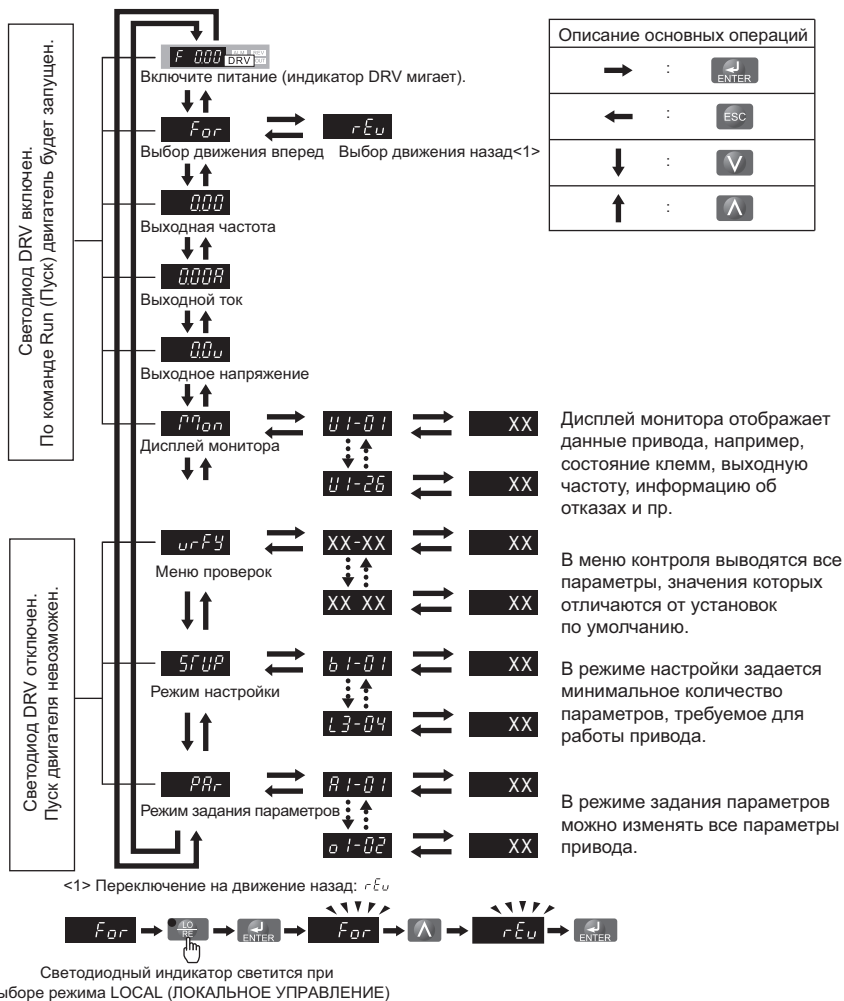 Светодиод DRV включен.
По команде Run (Пуск) двигатель будет запущен.
F 0.00
DRV
Включите питание (индикатор DRV мигает).
For
rEv
Выбор движения вперед Выбор движения назад<1>
0.00
Выходная частота
0.00A
Выходной ток
0.0v
Выходное напряжение
Mon
U1-01
XX
Дисплей монитора
U1-26
XX
Описание основных операций
→ : ENTER
← : ESC
↓ : V
↑ : Λ
Дисплей монитора отображает
данные привода, например,
состояние клемм, выходную
частоту, информацию об
отказах и пр.
Светодиод DRV отключен.
Пуск двигателя невозможен.
vrFY
XX-XX
XX
Меню проверок
XX XX
XX
В меню контроля выводятся все
параметры, значения которых
отличаются от установок
по умолчанию.
STUP
b1-01
XX
Режим настройки
L3-04
XX
В режиме настройки задается
минимальное количество
параметров, требуемое для
работы привода.
PAr
A1-01
XX
Режим задания параметров
o1-02
XX
В режиме задания параметров
можно изменять все параметры
привода.
<1> Переключение на движение назад: rEv
For → LO RE → ENTER → For → Λ → rEv → ENTER
Светодиодный индикатор светится при
ыборе режима LOCAL (ЛОКАЛЬНОЕ УПРАВЛЕНИЕ)